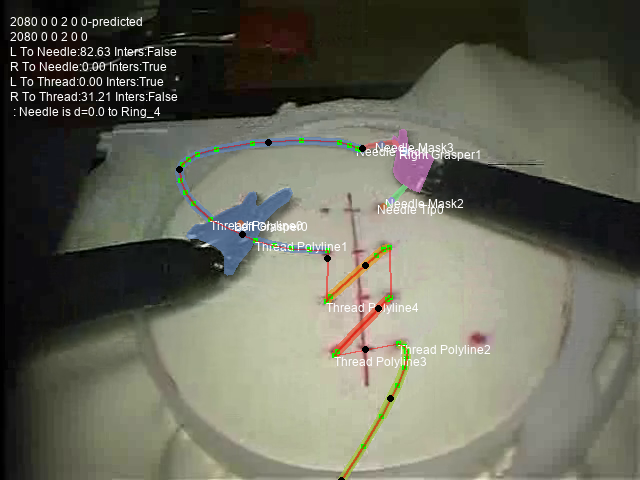 2080 0 0 2 0 0-predicted
2080 0 0 2 0 0
L To Needle:82.63 Inters:False
R To Needle:0.00 Inters:True
L To Thread:0.00 Inters:True
R To Thread:31.21 Inters:False
: Needle is d=0.0 to Ring_4
Needle Mask3
Right Grasper1
Needle Mask2
Needle Tip0
Thread Polyline1
Thread Polyline4
Thread Polyline2
Thread Polyline3